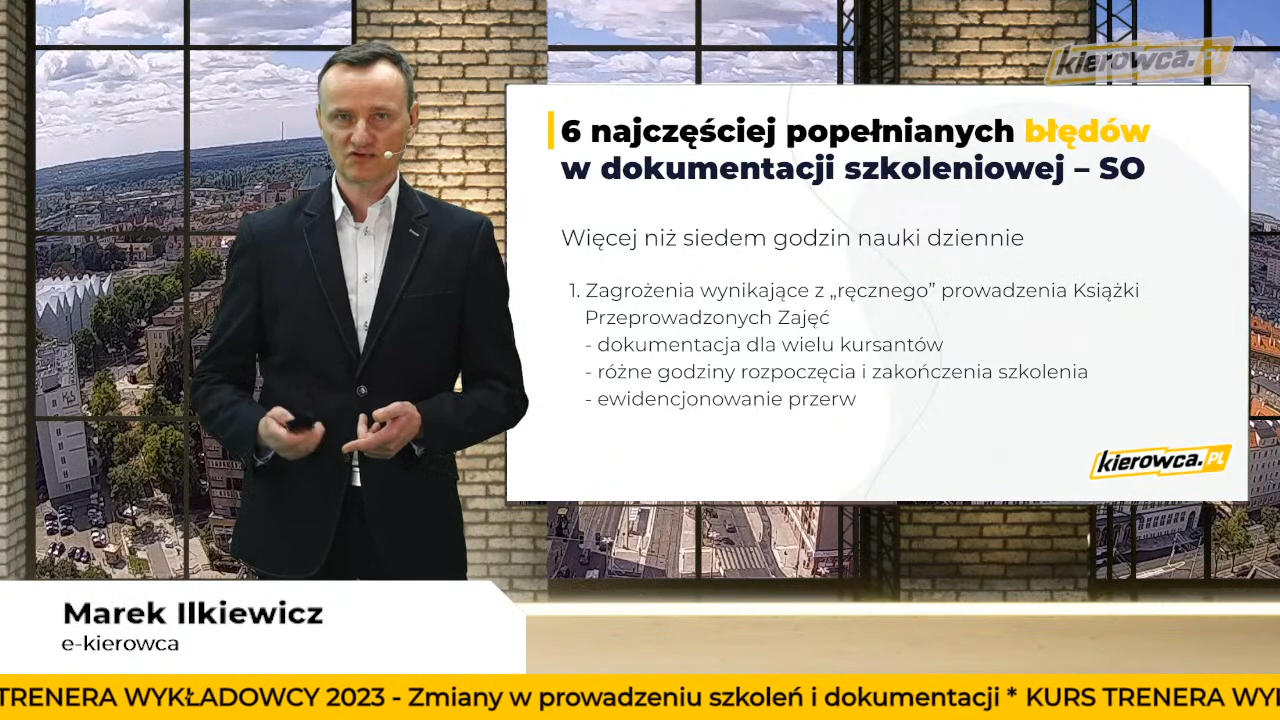 kierowca.PL
6 najczęściej popełnianych błędów
w dokumentacji szkoleniowej – SO
Więcej niż siedem godzin nauki dziennie
1. Zagrożenia wynikające z „ręcznego” prowadzenia Książki
Przeprowadzonych Zajęć
- dokumentacja dla wielu kursantów
- różne godziny rozpoczęcia i zakończenia szkolenia
- ewidencjonowanie przerw
kierowca.PL
Marek Ilkiewicz
e-kierowca
TRENERA WYKŁADOWCY 2023 - Zmiany w prowadzeniu szkoleń i dokumentacji * KURS TRENERA